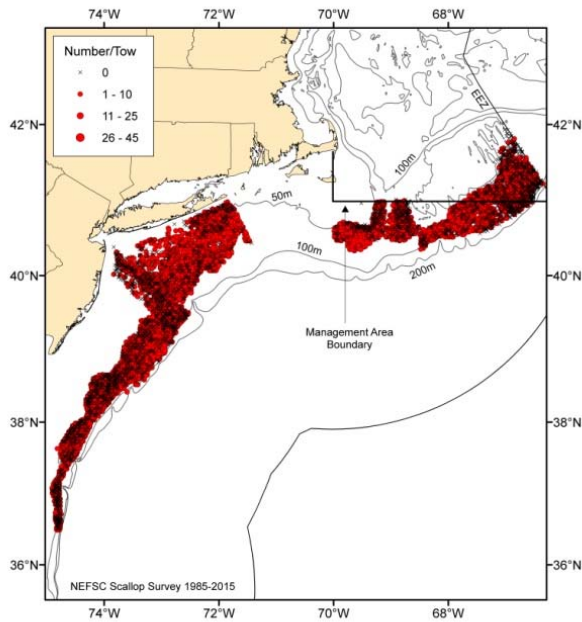 74°W 72°W 70°W 68°W
Number/Tow
0
1 - 10
11 - 25
26 - 45
EEZ
42°N 42°N
100m
50m
100m
200m
40°N 40°N
Management Area
Boundary
38°N 38°N
36°N 36°N
NEFSC Scallop Survey 1985-2015
74°W 72°W 70°W 68°W